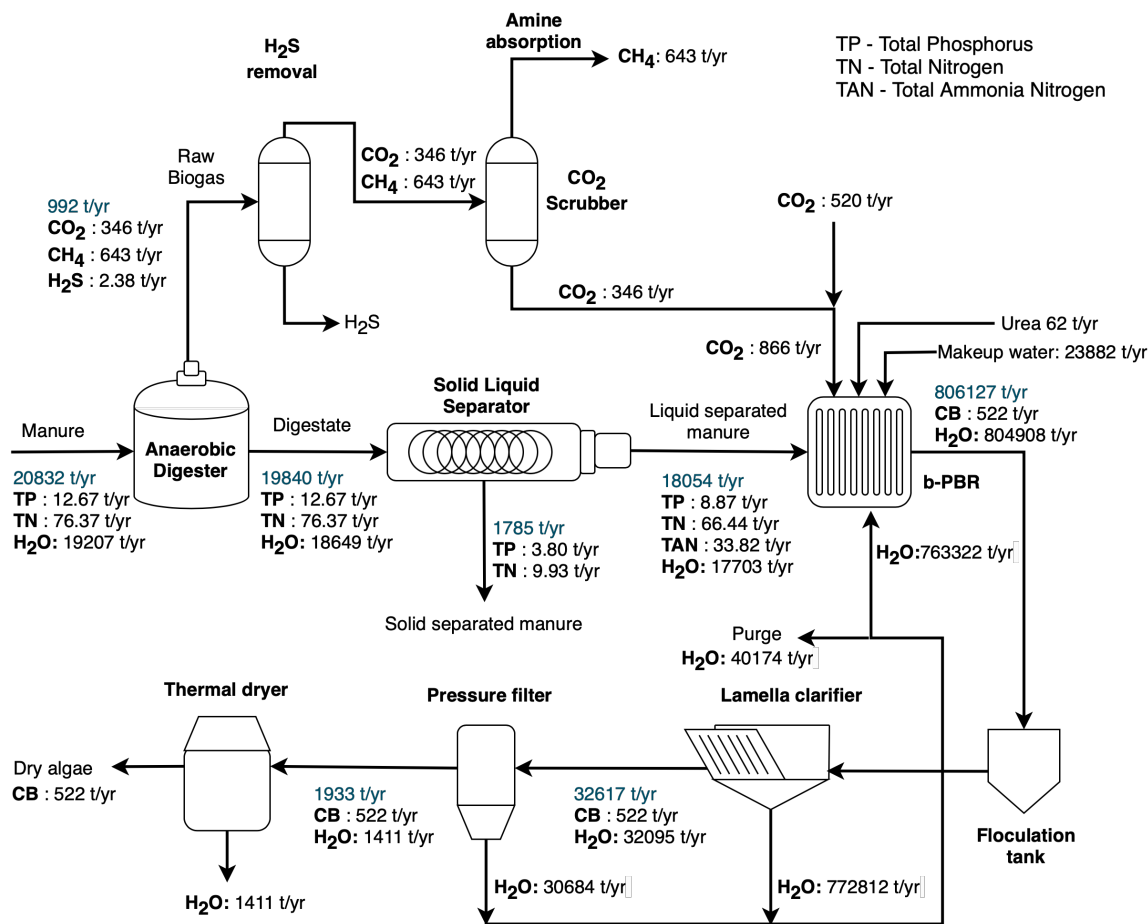 Amine
absorption
H2S
removal
CH4: 643 t/yr
TP - Total Phosphorus
TN - Total Nitrogen
TAN - Total Ammonia Nitrogen
Raw
Biogas
CO2 : 346 t/yr
CH4 : 643 t/yr
CO2
Scrubber
992 t/yr
CO2 : 346 t/yr
CH4 : 643 t/yr
H2S : 2.38 t/yr
CO2 : 520 t/yr
CO2 : 346 t/yr
H2S
Urea 62 t/yr
CO2 : 866 t/yr
Makeup water: 23882 t/yr
Manure
Anaerobic
Digester
Digestate
Solid Liquid
Separator
Liquid separated
manure
806127 t/yr
CB : 522 t/yr
H2O: 804908 t/yr
b-PBR
20832 t/yr
TP : 12.67 t/yr
TN : 76.37 t/yr
H2O: 19207 t/yr
19840 t/yr
TP : 12.67 t/yr
TN : 76.37 t/yr
H2O: 18649 t/yr
1785 t/yr
TP : 3.80 t/yr
TN : 9.93 t/yr
18054 t/yr
TP : 8.87 t/yr
TN : 66.44 t/yr
TAN : 33.82 t/yr
H2O: 17703 t/yr
H2O:763322 t/yr
Solid separated manure
Purge
H2O: 40174 t/yr
Thermal dryer
Pressure filter
Lamella clarifier
Dry algae
CB : 522 t/yr
1933 t/yr
CB : 522 t/yr
H2O: 1411 t/yr
32617 t/yr
CB : 522 t/yr
H2O: 32095 t/yr
Floculation
tank
H2O: 1411 t/yr
H2O: 30684 t/yr
H2O: 772812 t/yr